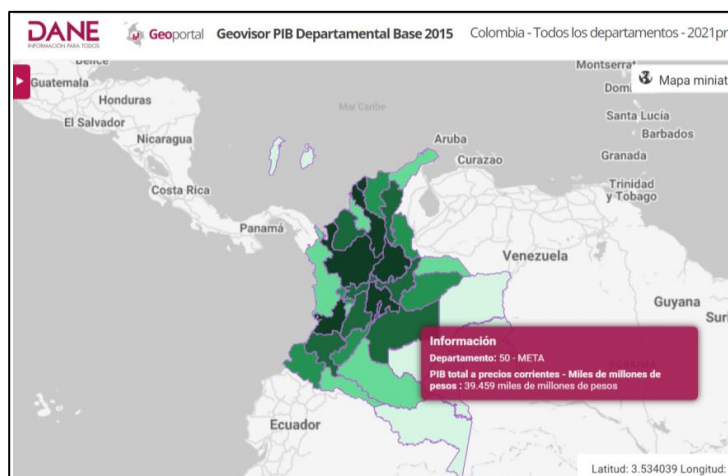 DANE
INFORMACIÓN PARA TODOS
Geoportal
Geovisor PIB Departamental Base 2015
Colombia - Todos los departamentos - 2021pr
Belice
Guatemala
Honduras
El Salvador
Nicaragua
Costa Rica
Panamá
Mar Caribe
Montserrat
Mapa miniat
Santa Lucía
Barbados
Aruba
Curazao
Granada
Trinidad
y Tobago
Venezuela
Guyana
Suri
Información
Departamento: 50 - META
PIB total a precios corrientes - Miles de millones de
pesos : 39.459 miles de millones de pesos
Ecuador
Latitud: 3.534039 Longitud: